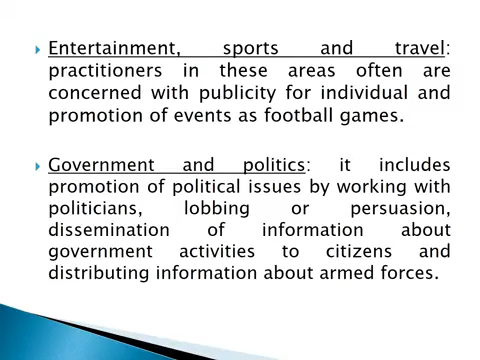 Entertainment, sports and travel:
practitioners in these areas often are
concerned with publicity for individual and
promotion of events as football games.
Government and politics: it includes
promotion of political issues by working with
politicians, lobbing or persuasion,
dissemination of information about
government activities to citizens and
distributing information about armed forces.